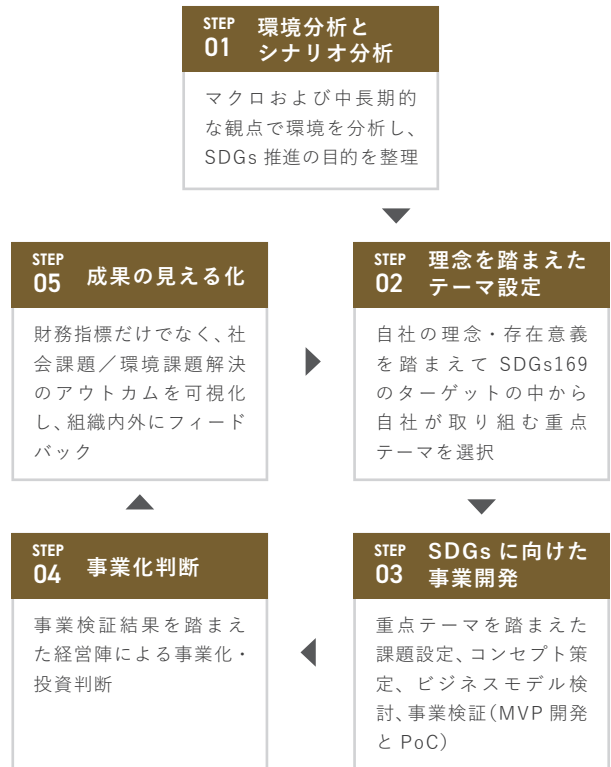 STEP 01
環境分析と
シナリオ分析
マクロおよび中長期的
な観点で環境を分析し、
SDGs 推進の目的を整理
STEP 02
理念を踏まえた
テーマ設定
自社の理念・存在意義
を踏まえて SDGs169
のターゲットの中から
自社が取り組む重点
テーマを選択
STEP 03
SDGs に向けた
事業開発
重点テーマを踏まえた
課題設定、コンセプト策
定、ビジネスモデル検
討、事業検証(MVP 開発
と PoC)
STEP 04
事業化判断
事業検証結果を踏まえ
た経営陣による事業化・
投資判断
STEP 05
成果の見える化
財務指標だけでなく、社
会課題／環境課題解決
のアウトカムを可視化
し、組織内外にフィード
バック